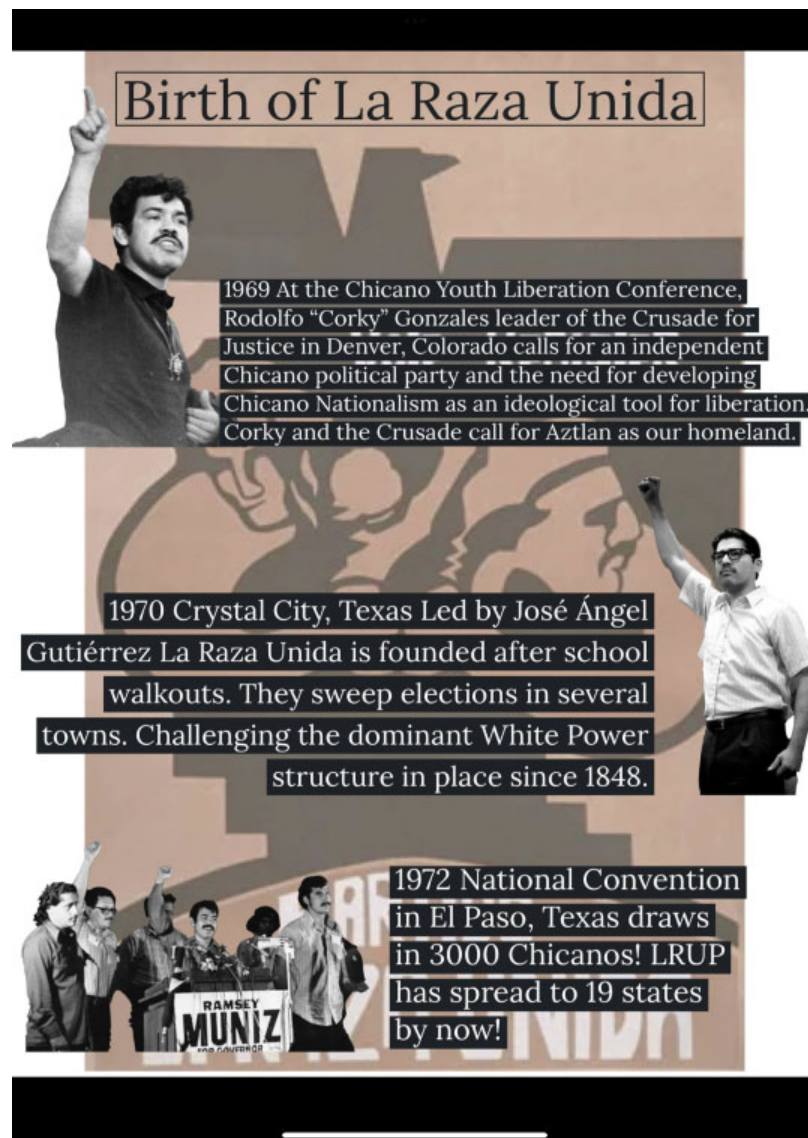 Birth of La Raza Unida
1969 At the Chicano Youth Liberation Conference,
Rodolfo “Corky” Gonzales leader of the Crusade for
Justice in Denver, Colorado calls for an independent
Chicano political party and the need for developing
Chicano Nationalism as an ideological tool for liberation.
Corky and the Crusade call for Aztlan as our homeland.
1970 Crystal City, Texas Led by José Ángel
Gutiérrez La Raza Unida is founded after school
walkouts. They sweep elections in several
towns. Challenging the dominant White Power
structure in place since 1848.
1972 National Convention
in El Paso, Texas draws
in 3000 Chicanos! LRUP
has spread to 19 states
by now!
RAMSEY
MUNIZ
FOR GOVERNOR